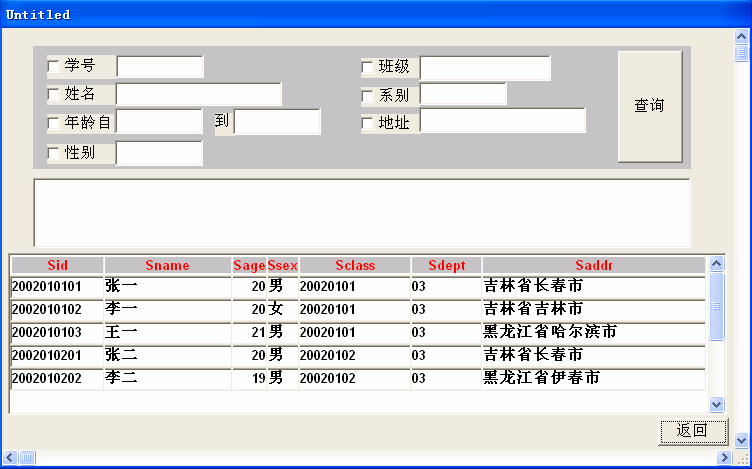 Untitled
学号 班级
姓名 系别
年龄自 到 地址
性别
查询
Sid Sname Sage Ssex Sclass Sdept Saddr
2002010101 张一 20 男 20020101 03 吉林省长春市
2002010102 李一 20 女 20020101 03 吉林省吉林市
2002010103 王一 21 男 20020101 03 黑龙江省哈尔滨市
2002010201 张二 20 男 20020102 03 吉林省长春市
2002010202 李二 19 男 20020102 03 黑龙江省伊春市
返回